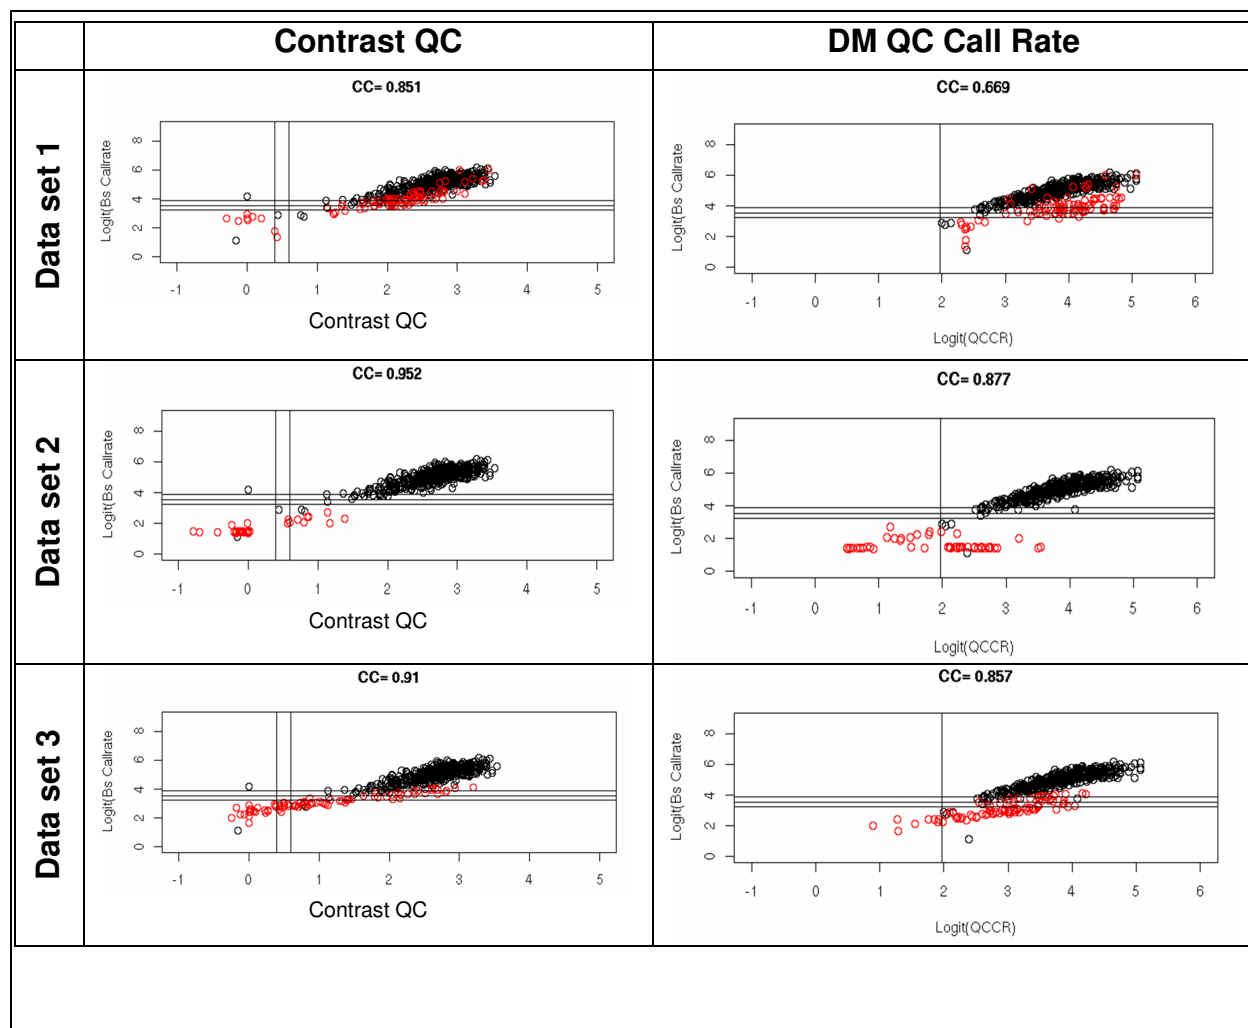 Contrast QC
DM QC Call Rate
Data set 1
CC= 0.851
Logit(Bs Callrate
8
6
4
2
0
-1 0 1 2 3 4 5
Contrast QC
CC= 0.669
Logit(Bs Callrate
8
6
4
2
0
-1 0 1 2 3 4 5 6
Logit(QCCR)
Data set 2
CC= 0.952
Logit(Bs Callrate
8
6
4
2
0
-1 0 1 2 3 4 5
Contrast QC
CC= 0.877
Logit(Bs Callrate
8
6
4
2
0
-1 0 1 2 3 4 5 6
Logit(QCCR)
Data set 3
CC= 0.91
Logit(Bs Callrate
8
6
4
2
0
-1 0 1 2 3 4 5
Contrast QC
CC= 0.857
Logit(Bs Callrate
8
6
4
2
0
-1 0 1 2 3 4 5 6
Logit(QCCR)